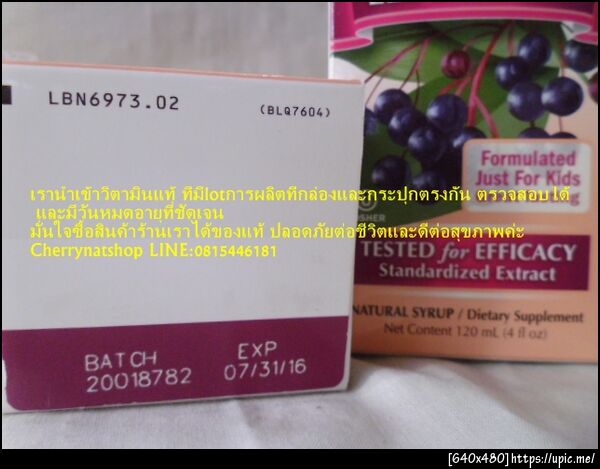 LBN6973.02
(BLQ7604)
Formulated
Just For Kids
เรานำเข้าวิตามินแท้ ที่มีlotการผลิตที่กล่องและกระปุกตรงกัน ตรวจสอบได้
และมีวันหมดอายุที่ชัดเจน
มั่นใจซื้อสินค้าร้านเราได้ของแท้ ปลอดภัยต่อชีวิตและดีต่อสุขภาพค่ะ
Cherrynatshop LINE:0815446181
TESTED for EFFICACY
Standardized Extract
NATURAL SYRUP / Dietary Supplement
Net Content 120 mL (4 fl oz)
BATCH
20018782
EXP
07/31/16
[640x480]https://upic.me/